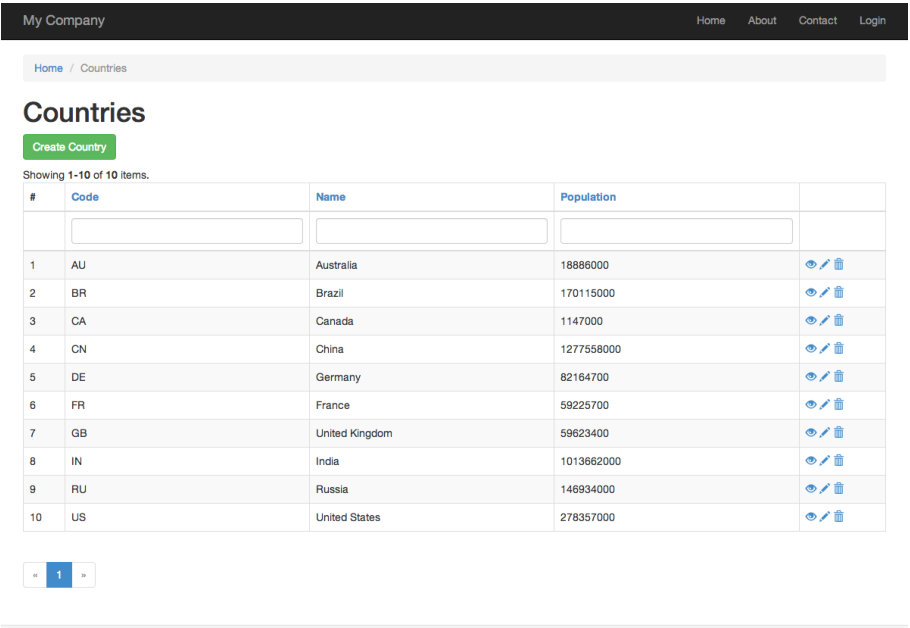 My Company Home About Contact Login
Home / Countries
Countries
Create Country
Showing 1-10 of 10 items.
# Code Name Population
1 AU Australia 18886000
2 BR Brazil 170115000
3 CA Canada 1147000
4 CN China 1277558000
5 DE Germany 82164700
6 FR France 59225700
7 GB United Kingdom 59623400
8 IN India 1013662000
9 RU Russia 146934000
10 US United States 278357000
« 1 »